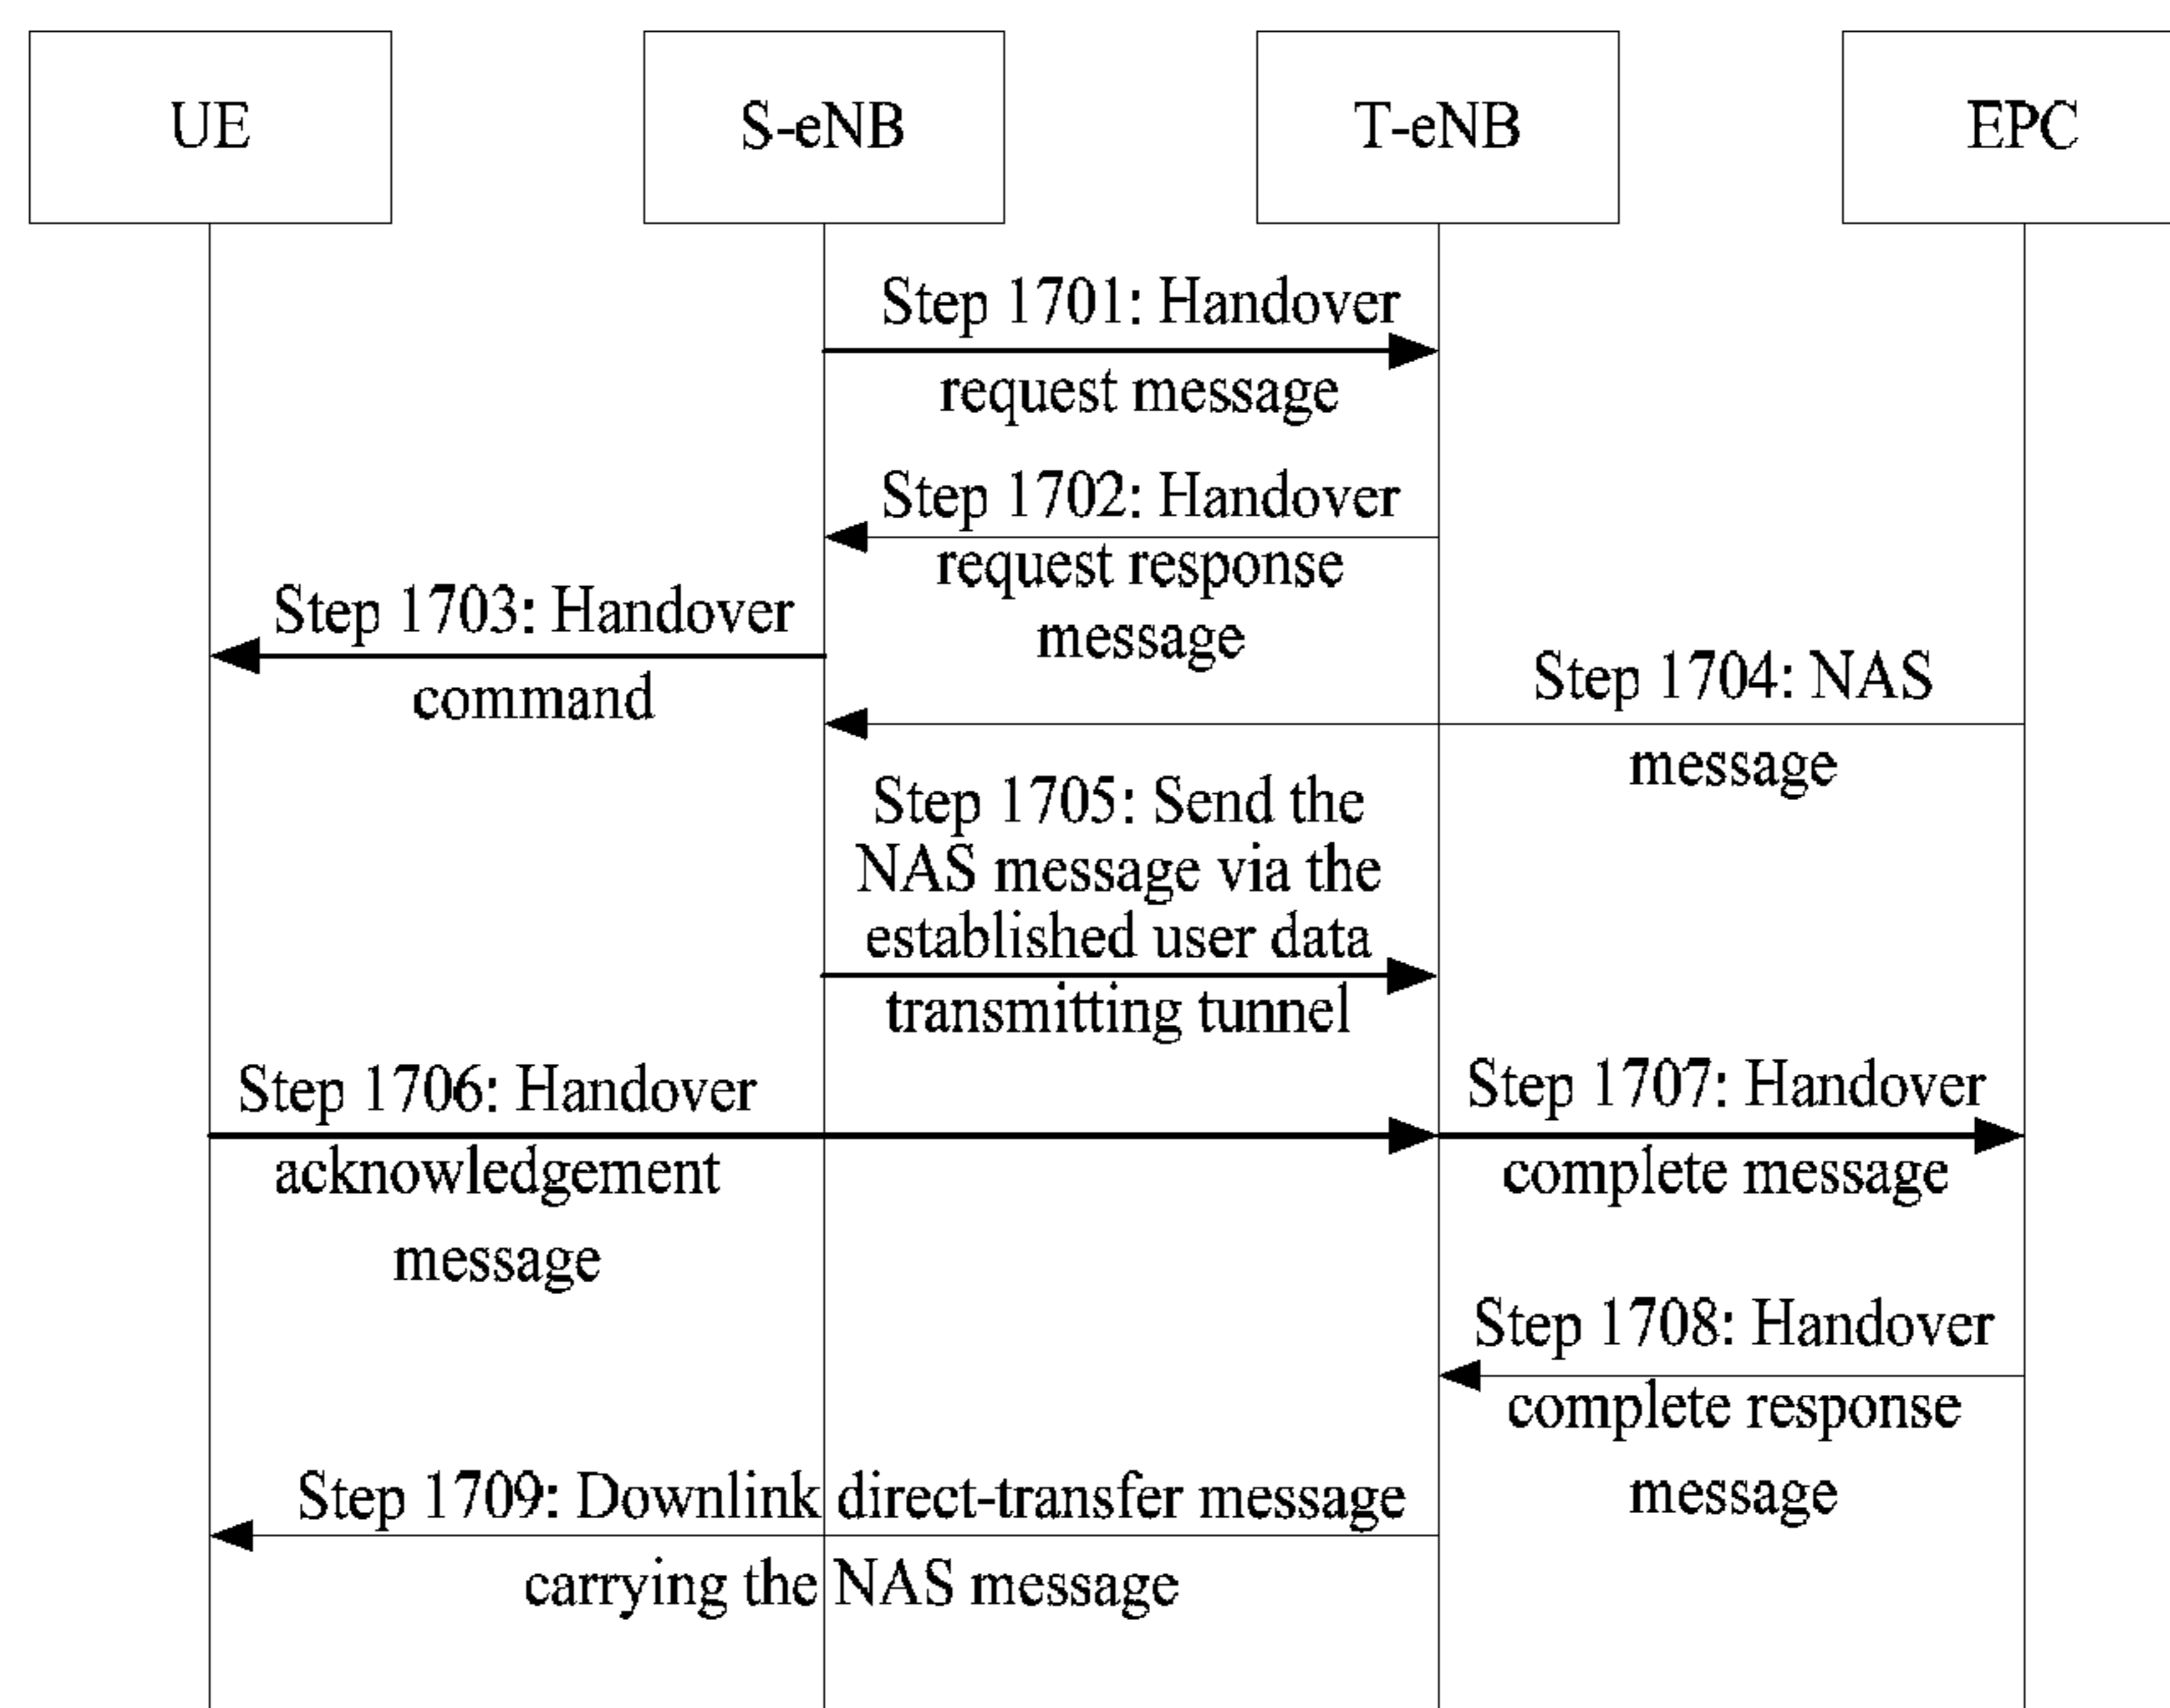 UE
S-eNB
T-eNB
EPC
Step 1701: Handover
request message
Step 1702: Handover
request response
message
Step 1703: Handover
command
Step 1704: NAS
message
Step 1705: Send the
NAS message via the
established user data
transmitting tunnel
Step 1706: Handover
acknowledgement
message
Step 1707: Handover
complete message
Step 1708: Handover
complete response
message
Step 1709: Downlink direct-transfer message
carrying the NAS message